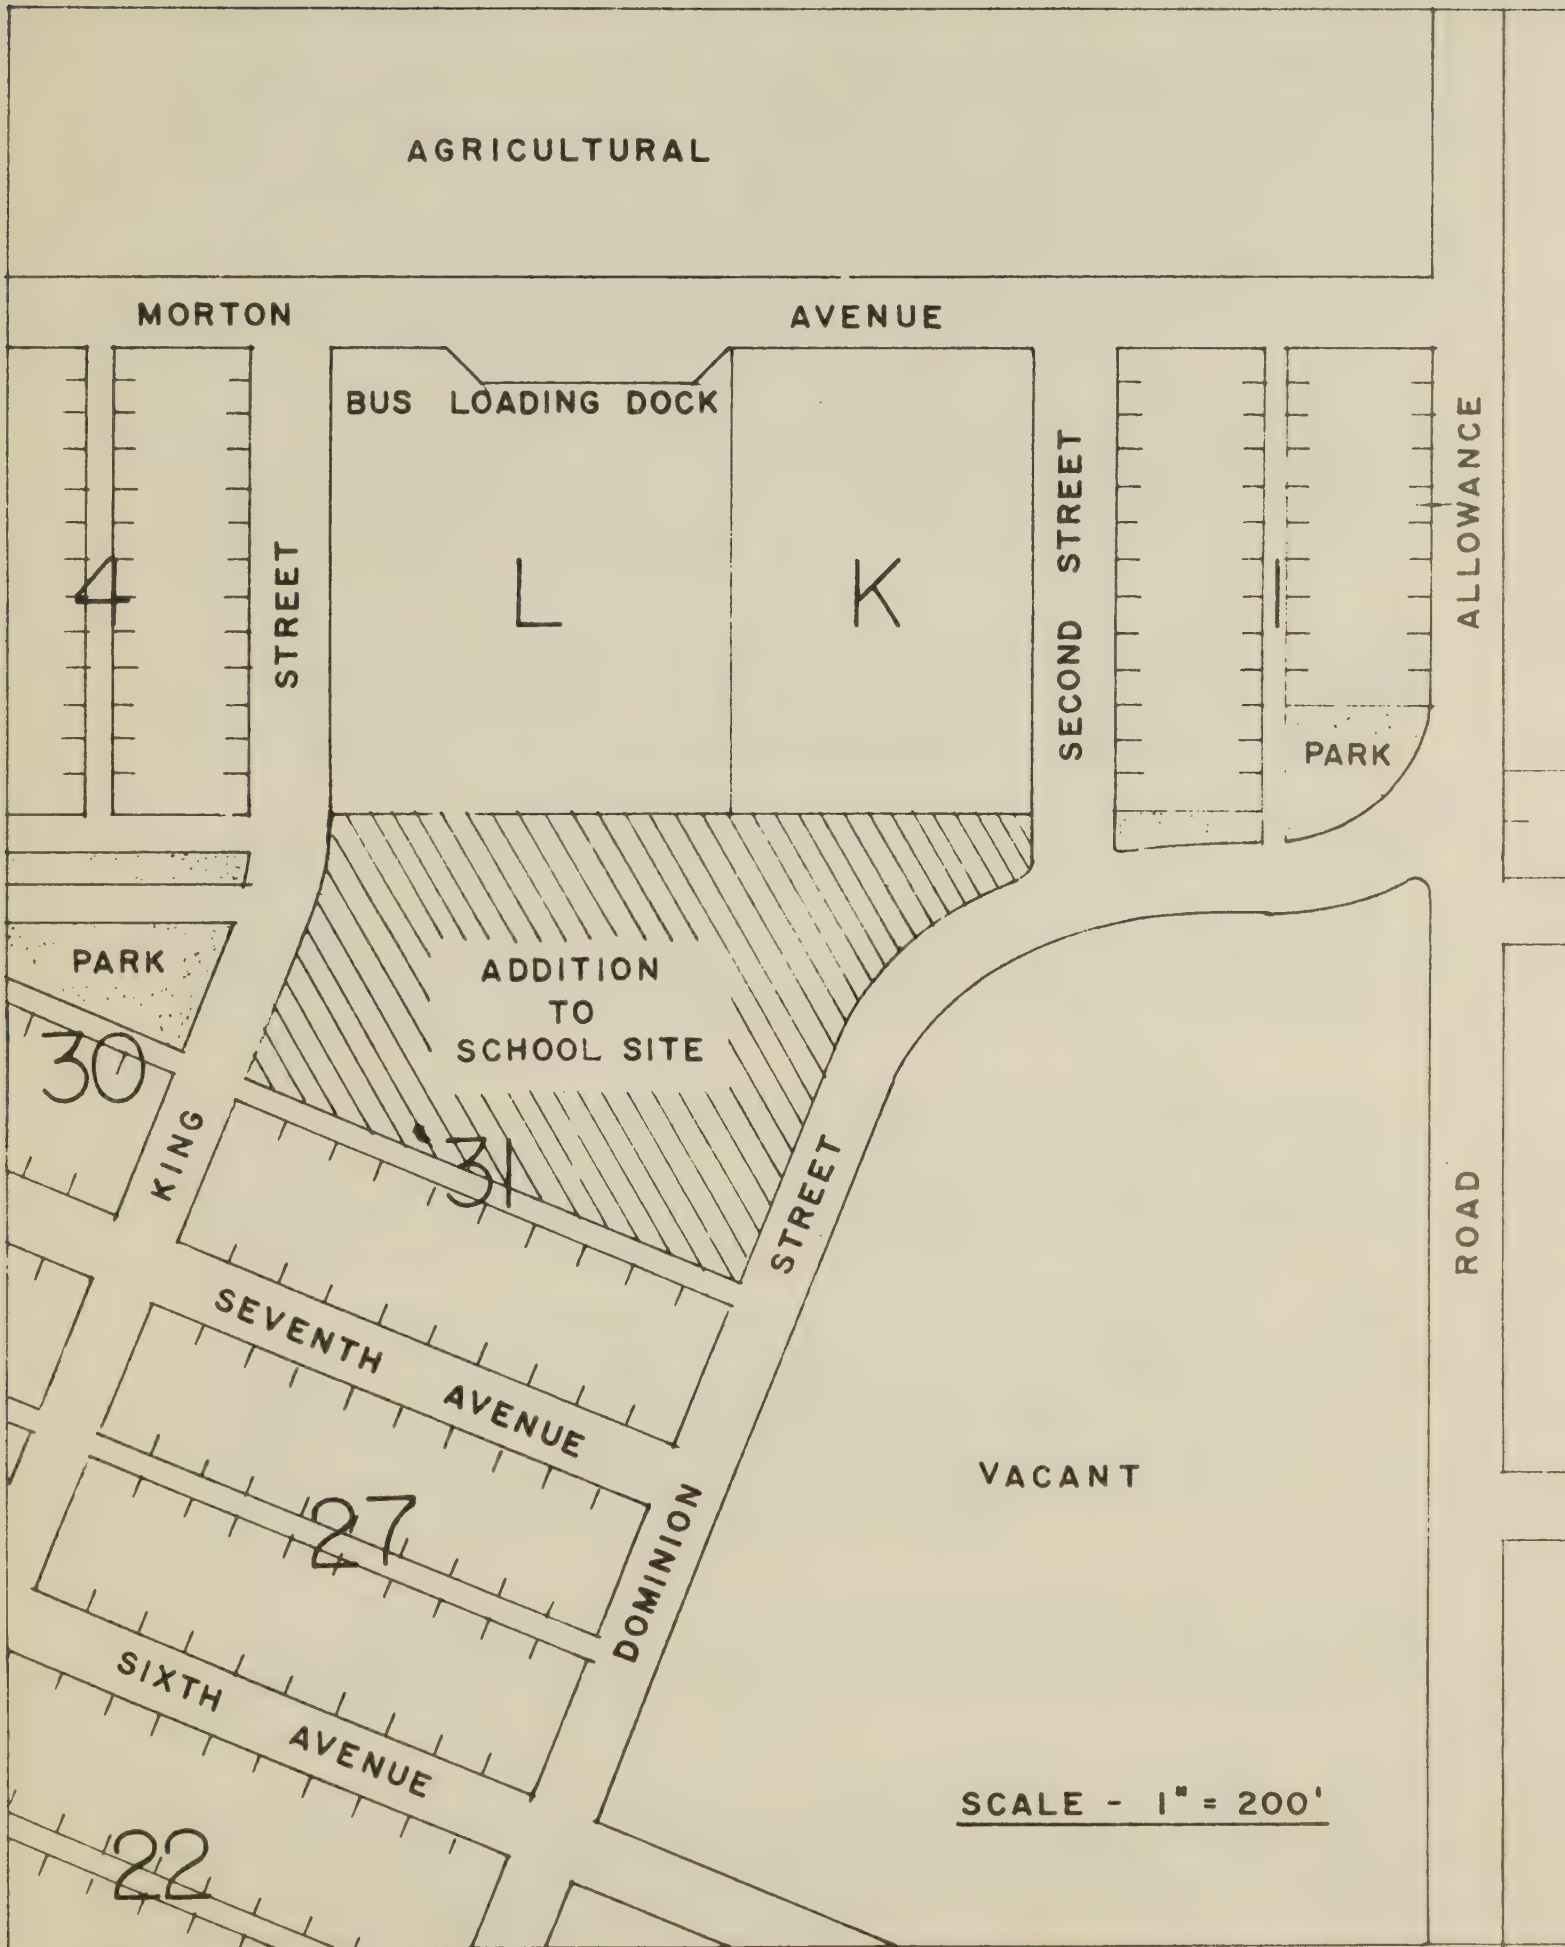 AGRICULTURAL
MORTON AVENUE
BUS LOADING DOCK
ALLOWANCE
STREET
SECOND STREET
4
L
K
1
PARK
PARK
ADDITION
TO
SCHOOL SITE
30
KING
31
STREET
ROAD
SEVENTH AVENUE
VACANT
27
DOMINION
SIXTH AVENUE
SCALE - 1" = 200'
22